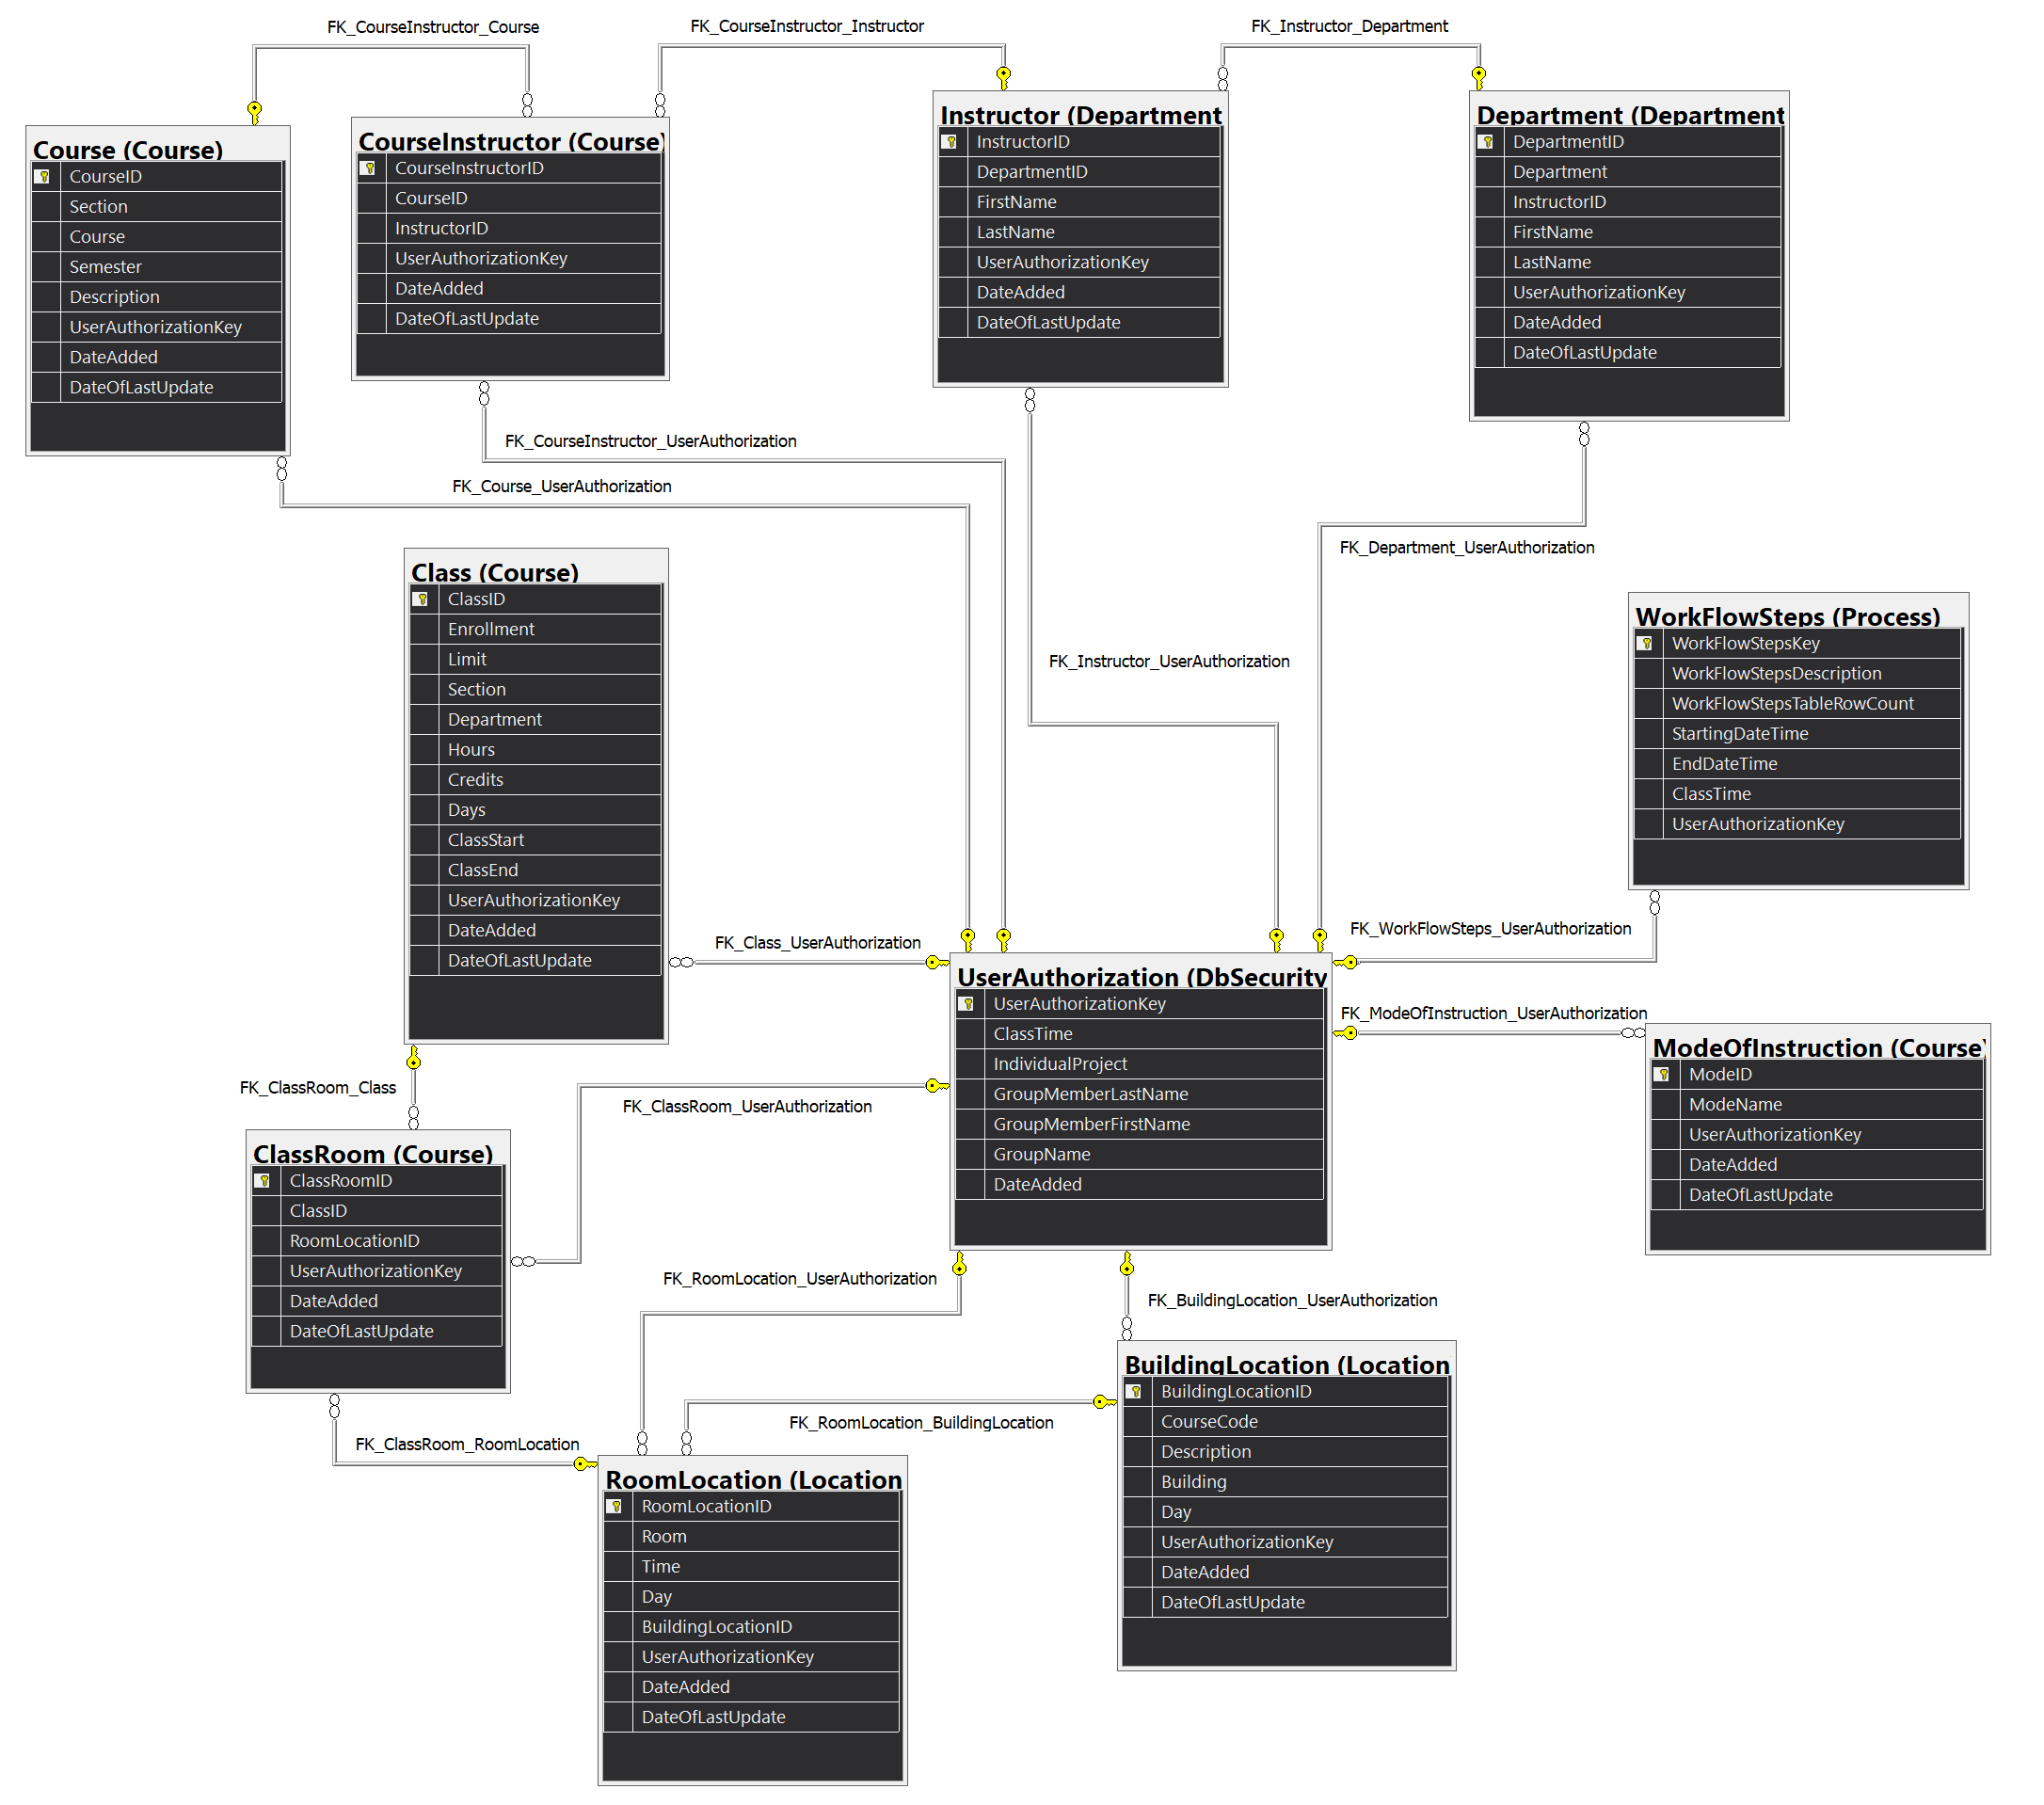 FK_CourseInstructor_Course
FK_CourseInstructor_Instructor
FK_Instructor_Department
Course (Course)
CourseID
Section
Course
Semester
Description
UserAuthorizationKey
DateAdded
DateOfLastUpdate
CourseInstructor (Course)
CourseInstructorID
CourseID
InstructorID
UserAuthorizationKey
DateAdded
DateOfLastUpdate
Instructor (Department
InstructorID
DepartmentID
FirstName
LastName
UserAuthorizationKey
DateAdded
DateOfLastUpdate
Department (Department
DepartmentID
Department
InstructorID
FirstName
LastName
UserAuthorizationKey
DateAdded
DateOfLastUpdate
FK_CourseInstructor_UserAuthorization
FK_Course_UserAuthorization
FK_Department_UserAuthorization
FK_Instructor_UserAuthorization
Class (Course)
ClassID
Enrollment
Limit
Section
Department
Hours
Credits
Days
ClassStart
ClassEnd
UserAuthorizationKey
DateAdded
DateOfLastUpdate
WorkFlowSteps (Process)
WorkFlowStepsKey
WorkFlowStepsDescription
WorkFlowStepsTableRowCount
StartingDateTime
EndDateTime
ClassTime
UserAuthorizationKey
FK_Class_UserAuthorization
FK_WorkFlowSteps_UserAuthorization
UserAuthorization (DbSecurity
UserAuthorizationKey
ClassTime
IndividualProject
GroupMemberLastName
GroupMemberFirstName
GroupName
DateAdded
FK_ModeOfInstruction_UserAuthorization
ModeOfInstruction (Course)
ModeID
ModeName
UserAuthorizationKey
DateAdded
DateOfLastUpdate
FK_ClassRoom_Class
FK_ClassRoom_UserAuthorization
ClassRoom (Course)
ClassRoomID
ClassID
RoomLocationID
UserAuthorizationKey
DateAdded
DateOfLastUpdate
FK_RoomLocation_UserAuthorization
FK_BuildingLocation_UserAuthorization
BuildingLocation (Location
BuildingLocationID
CourseCode
Description
Building
Day
UserAuthorizationKey
DateAdded
DateOfLastUpdate
FK_RoomLocation_BuildingLocation
FK_ClassRoom_RoomLocation
RoomLocation (Location
RoomLocationID
Room
Time
Day
BuildingLocationID
UserAuthorizationKey
DateAdded
DateOfLastUpdate